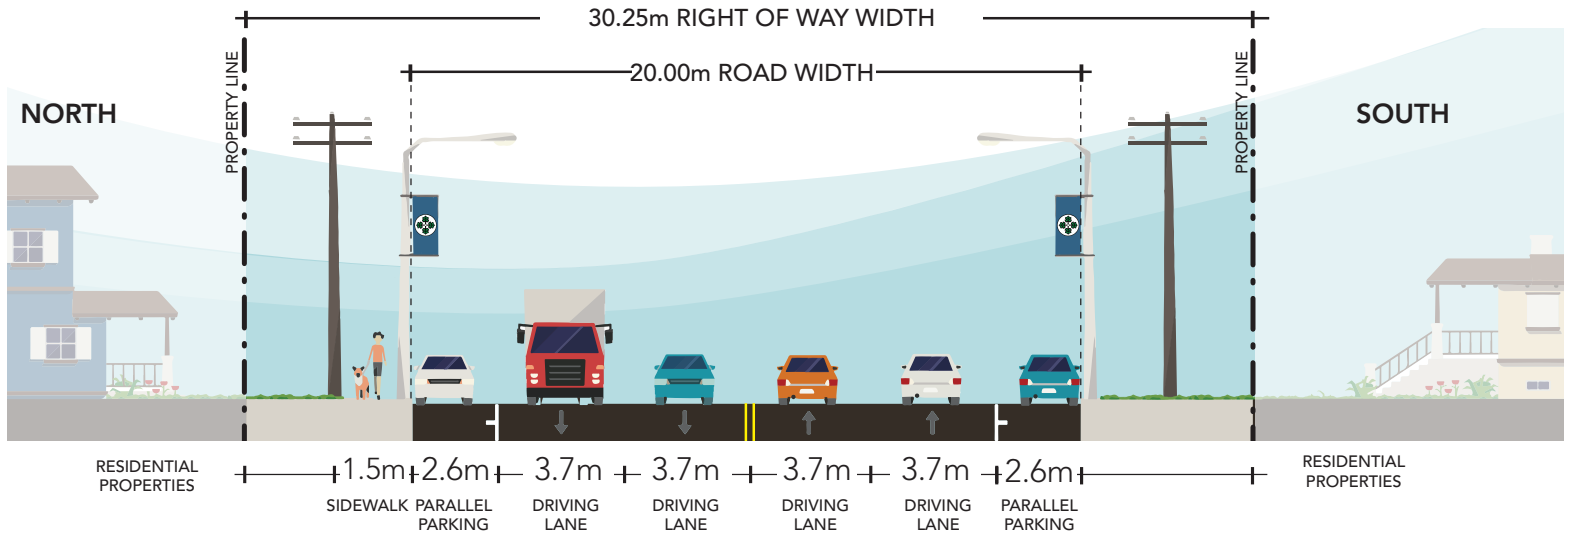 30.25m RIGHT OF WAY WIDTH
20.00m ROAD WIDTH
NORTH
PROPERTY LINE
PROPERTY LINE
SOUTH
RESIDENTIAL
PROPERTIES
1.5m
SIDEWALK
2.6m
PARALLEL
PARKING
3.7m
DRIVING
LANE
3.7m
DRIVING
LANE
3.7m
DRIVING
LANE
3.7m
DRIVING
LANE
2.6m
PARALLEL
PARKING
RESIDENTIAL
PROPERTIES